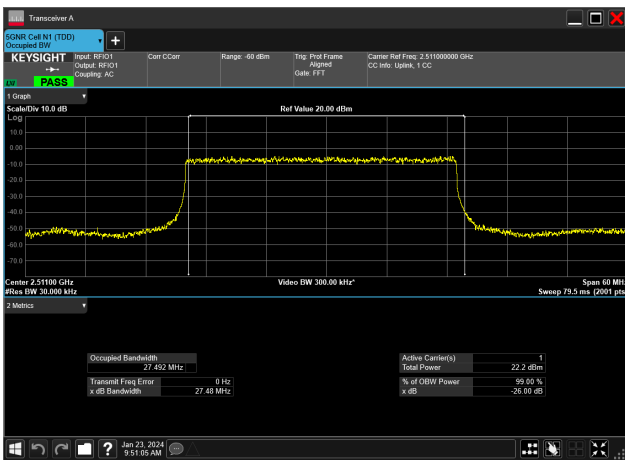 Transceiver A
5GNR Cell N1 (TDD)
Occupied BW
KEYSIGHT
Input: RFIO1
Output: RFIO1
Coupling: AC
Corr CCorr
Range: -60 dBm
Trig: Prot Frame
Aligned
Gate: FFT
Carrier Ref Freq: 2.511000000 GHz
CC Info: Uplink, 1 CC
PASS
1 Graph
Scale/Div 10.0 dB
Ref Value 20.00 dBm
Log
10.0
0.00
-10.0
-20.0
-30.0
-40.0
-50.0
-60.0
-70.0
Center 2.51100 GHz
Video BW 300.00 kHz*
Span 60 MHz
#Res BW 30.000 kHz
Sweep 79.5 ms (2001 pts
2 Metrics
Occupied Bandwidth
27.492 MHz
Active Carrier(s) 1
Total Power 22.2 dBm
Transmit Freq Error 0 Hz
x dB Bandwidth 27.48 MHz
% of OBW Power 99.00 %
x dB -26.00 dB
Jan 23, 2024
9:51:05 AM